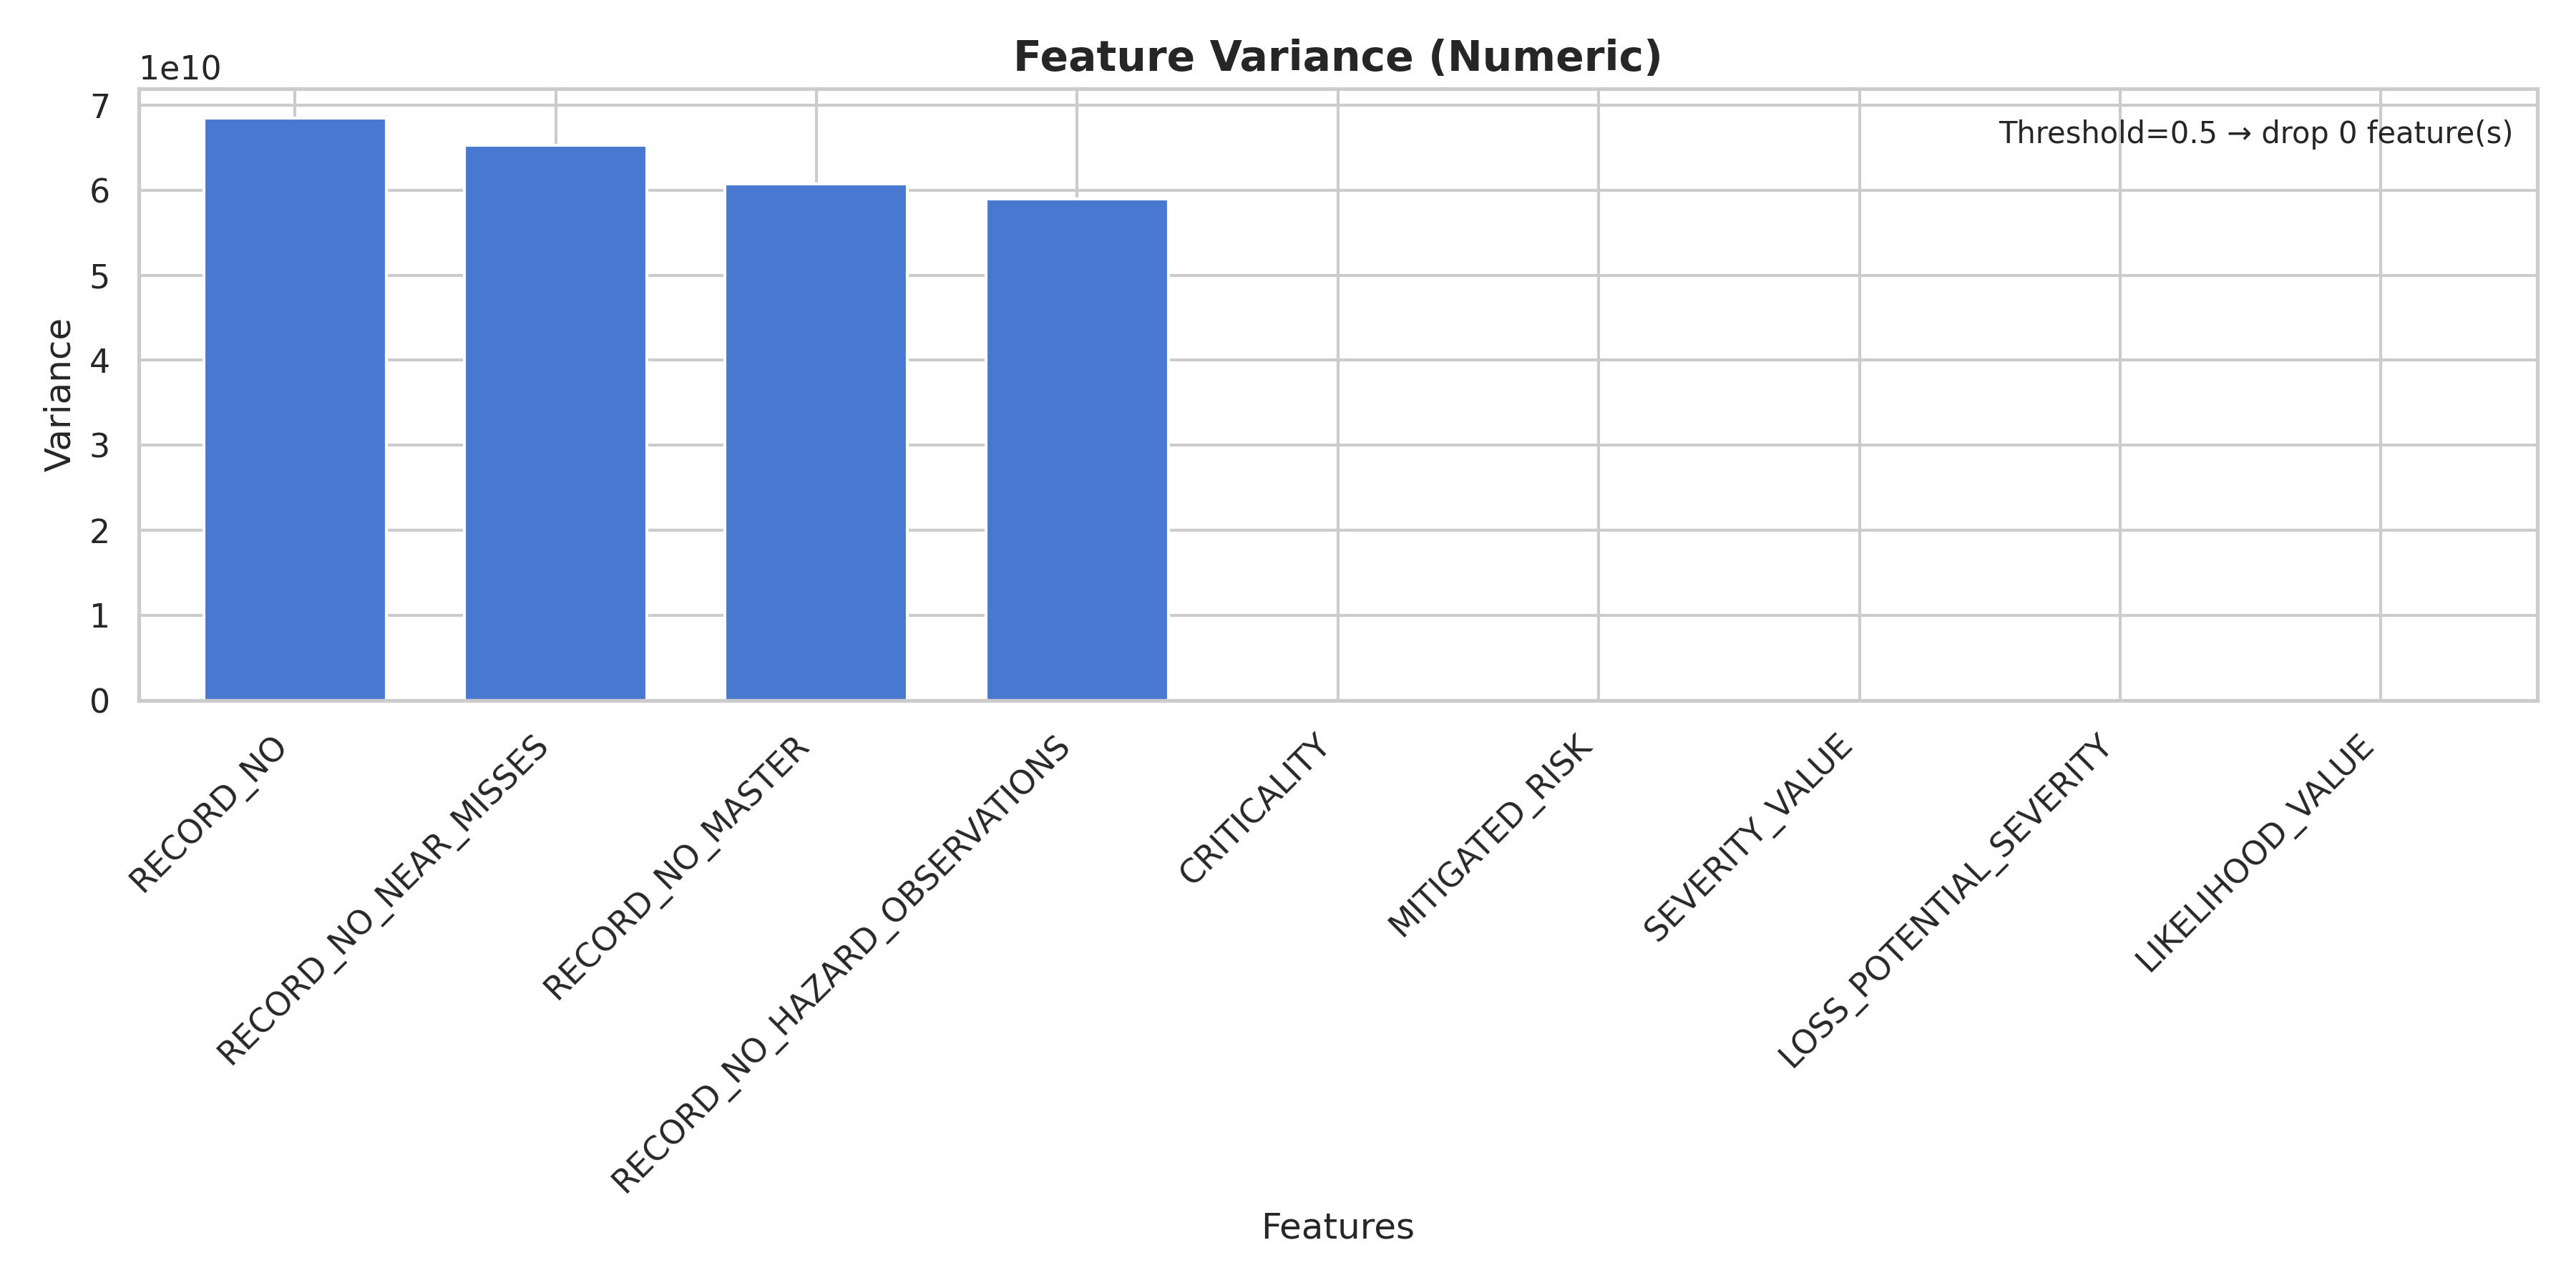 Feature Variance (Numeric)
1e10
7
6
5
4
3
2
1
0
Variance
Threshold=0.5 → drop 0 feature(s)
RECORD_NO
RECORD_NO_NEAR_MISSES
RECORD_NO_MASTER
RECORD_NO_HAZARD_OBSERVATIONS
CRITICALITY
MITIGATED_RISK
SEVERITY_VALUE
LOSS_POTENTIAL_SEVERITY
LIKELIHOOD_VALUE
Features